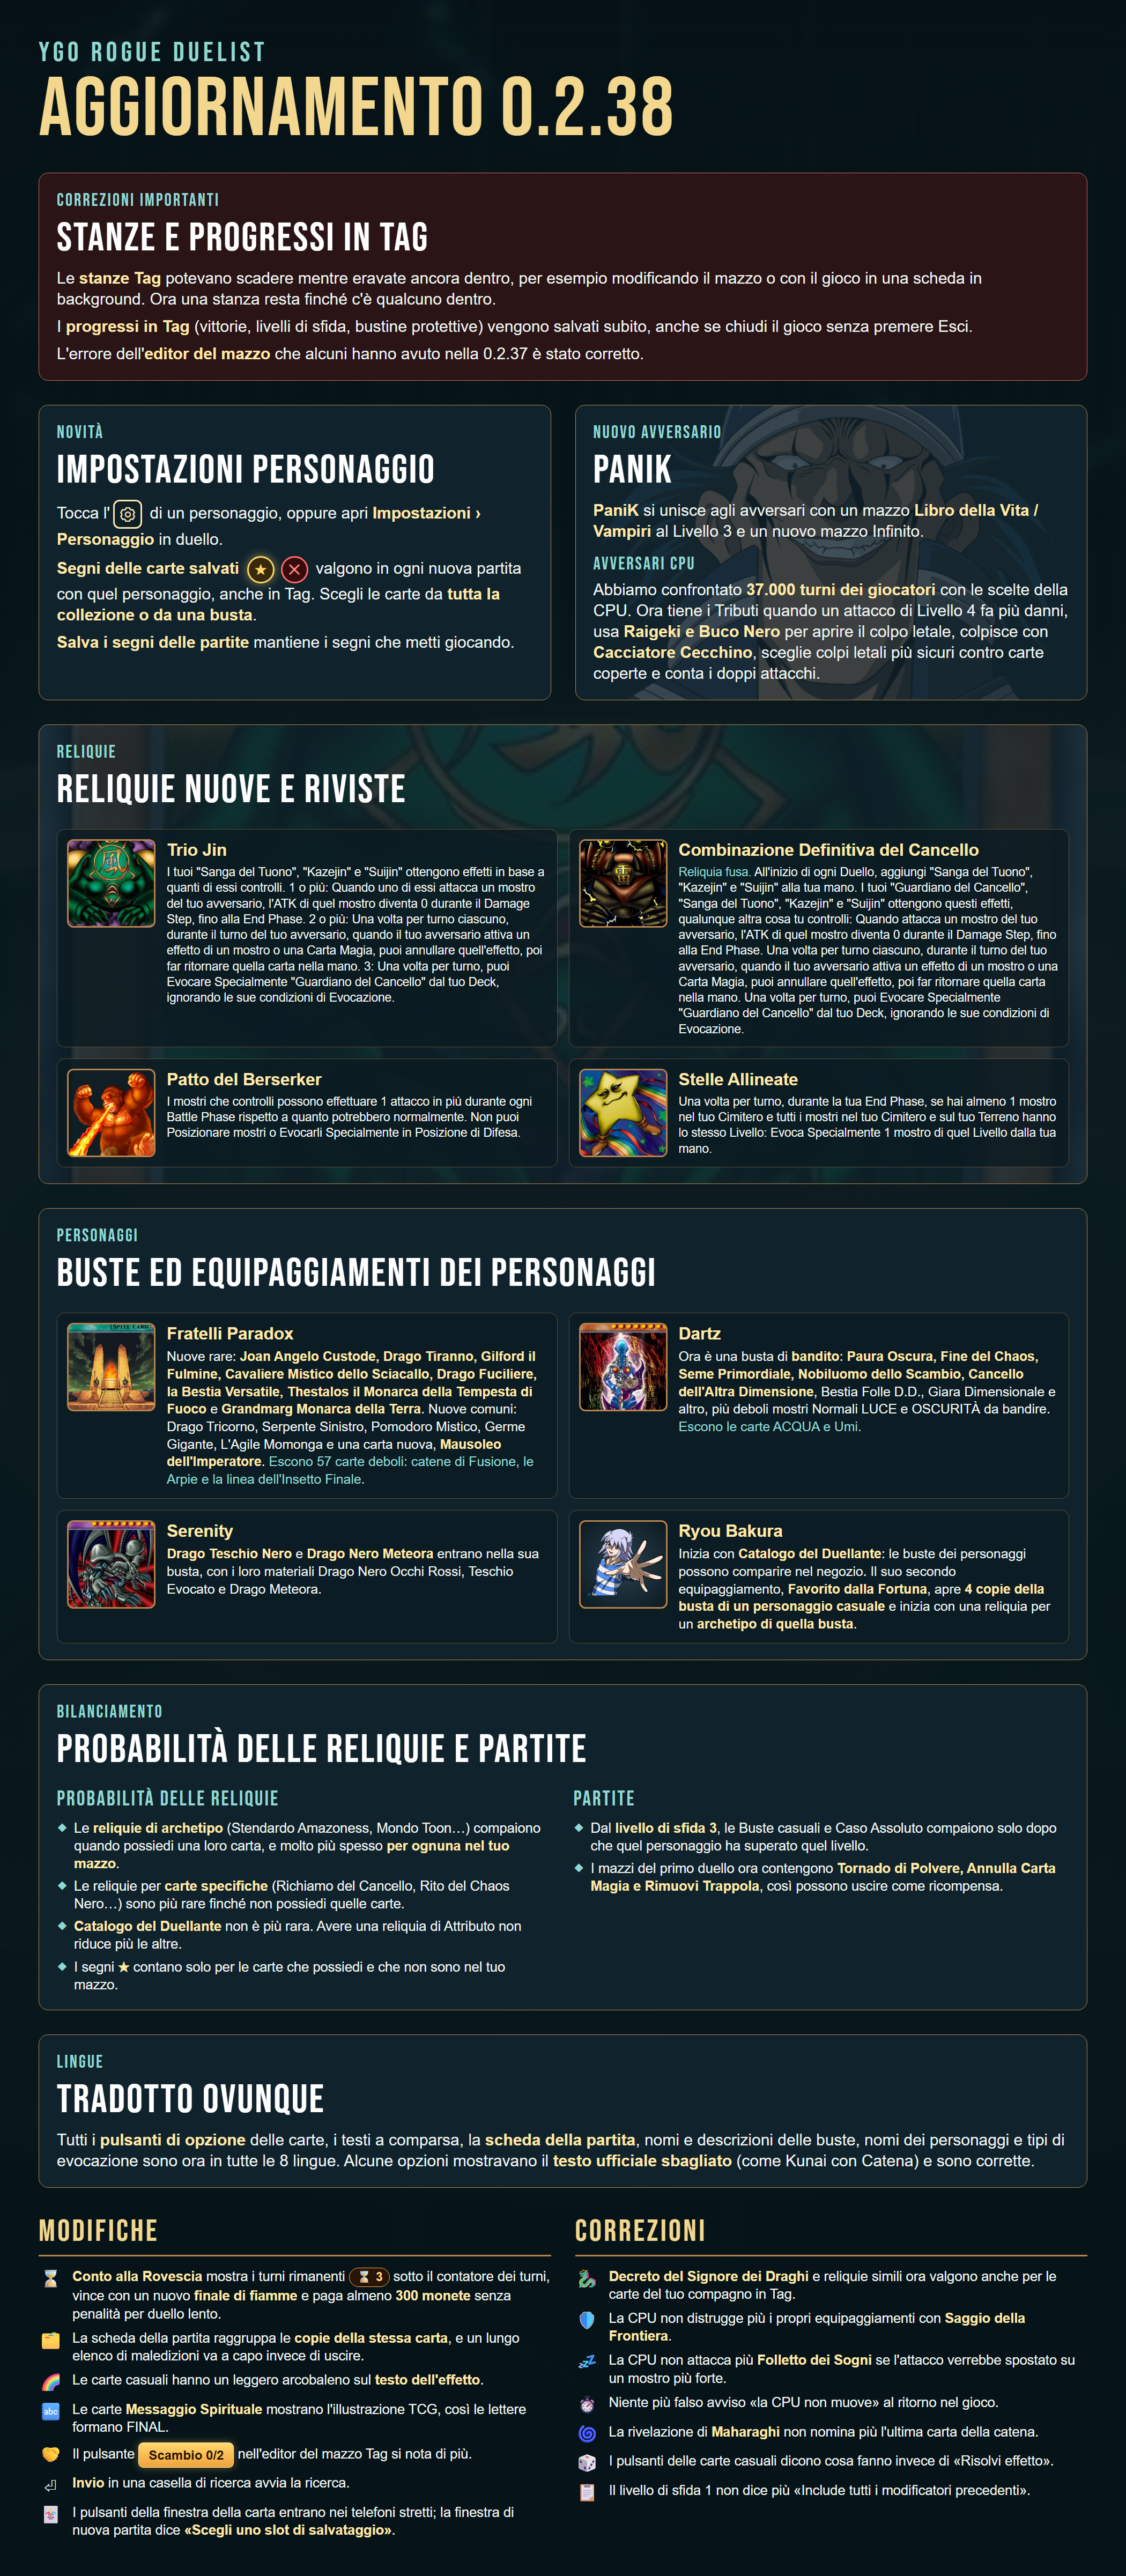 YGO ROGUE DUELIST
AGGIORNAMENTO 0.2.38
CORREZIONI IMPORTANTI
STANZE E PROGRESSI IN TAG
Le stanze Tag potevano scadere mentre eravate ancora dentro, per esempio modificando il mazzo o con il gioco in una scheda in
background. Ora una stanza resta finché c'è qualcuno dentro.
I progressi in Tag (vittorie, livelli di sfida, bustine protettive) vengono salvati subito, anche se chiudi il gioco senza premere Esci.
L'errore dell'editor del mazzo che alcuni hanno avuto nella 0.2.37 è stato corretto.
NOVITÀ
IMPOSTAZIONI PERSONAGGIO
Tocca l' di un personaggio, oppure apri Impostazioni ›
Personaggio in duello.
Segni delle carte salvati ★ ✕ valgono in ogni nuova partita
con quel personaggio, anche in Tag. Scegli le carte da tutta la
collezione o da una busta.
Salva i segni delle partite mantiene i segni che metti giocando.
NUOVO AVVERSARIO
PANIK
PaniK si unisce agli avversari con un mazzo Libro della Vita /
Vampiri al Livello 3 e un nuovo mazzo Infinito.
AVVERSARI CPU
Abbiamo confrontato 37.000 turni dei giocatori con le scelte della
CPU. Ora tiene i Tributi quando un attacco di Livello 4 fa più danni,
usa Raigeki e Buco Nero per aprire il colpo letale, colpisce con
Cacciatore Cecchino, sceglie colpi letali più sicuri contro carte
coperte e conta i doppi attacchi.
RELIQUIE
RELIQUIE NUOVE E RIVISTE
Trio Jin
I tuoi "Sanga del Tuono", "Kazejin" e "Suijin" ottengono effetti in base a
quanti di essi controlli. 1 o più: Quando uno di essi attacca un mostro
del tuo avversario, l'ATK di quel mostro diventa 0 durante il Damage
Step, fino alla End Phase. 2 o più: Una volta per turno ciascuno,
durante il turno del tuo avversario, quando il tuo avversario attiva un
effetto di un mostro o una Carta Magia, puoi annullare quell'effetto, poi
far ritornare quella carta nella mano. 3: Una volta per turno, puoi
Evocare Specialmente "Guardiano del Cancello" dal tuo Deck,
ignorando le sue condizioni di Evocazione.
Combinazione Definitiva del Cancello
Reliquia fusa. All'inizio di ogni Duello, aggiungi "Sanga del Tuono",
"Kazejin" e "Suijin" alla tua mano. I tuoi "Guardiano del Cancello",
"Sanga del Tuono", "Kazejin" e "Suijin" ottengono questi effetti,
qualunque altra cosa tu controlli: Quando attacca un mostro del tuo
avversario, l'ATK di quel mostro diventa 0 durante il Damage Step, fino
alla End Phase. Una volta per turno ciascuno, durante il turno del tuo
avversario, quando il tuo avversario attiva un effetto di un mostro o una
Carta Magia, puoi annullare quell'effetto, poi far ritornare quella carta
nella mano. Una volta per turno, puoi Evocare Specialmente
"Guardiano del Cancello" dal tuo Deck, ignorando le sue condizioni di
Evocazione.
Patto del Berserker
I mostri che controlli possono effettuare 1 attacco in più durante ogni
Battle Phase rispetto a quanto potrebbero normalmente. Non puoi
Posizionare mostri o Evocarli Specialmente in Posizione di Difesa.
Stelle Allineate
Una volta per turno, durante la tua End Phase, se hai almeno 1 mostro
nel tuo Cimitero e tutti i mostri nel tuo Cimitero e sul tuo Terreno hanno
lo stesso Livello: Evoca Specialmente 1 mostro di quel Livello dalla tua
mano.
PERSONAGGI
BUSTE ED EQUIPAGGIAMENTI DEI PERSONAGGI
Fratelli Paradox
Nuove rare: Joan Angelo Custode, Drago Tiranno, Gilford il
Fulmine, Cavaliere Mistico dello Sciacallo, Drago Fuciliere,
la Bestia Versatile, Thestalos il Monarca della Tempesta di
Fuoco e Grandmarg Monarca della Terra. Nuove comuni:
Drago Tricorno, Serpente Sinistro, Pomodoro Mistico, Germe
Gigante, L'Agile Momonga e una carta nuova, Mausoleo
dell'Imperatore. Escono 57 carte deboli: catene di Fusione, le
Arpie e la linea dell'Insetto Finale.
Dartz
Ora è una busta di bandito: Paura Oscura, Fine del Chaos,
Seme Primordiale, Nobiluomo dello Scambio, Cancello
dell'Altra Dimensione, Bestia Folle D.D., Giara Dimensionale e
altro, più deboli mostri Normali LUCE e OSCURITÀ da bandire.
Escono le carte ACQUA e Umi.
Serenity
Drago Teschio Nero e Drago Nero Meteora entrano nella sua
busta, con i loro materiali Drago Nero Occhi Rossi, Teschio
Evocato e Drago Meteora.
Ryou Bakura
Inizia con Catalogo del Duellante: le buste dei personaggi
possono comparire nel negozio. Il suo secondo
equipaggiamento, Favorito dalla Fortuna, apre 4 copie della
busta di un personaggio casuale e inizia con una reliquia per
un archetipo di quella busta.
BILANCIAMENTO
PROBABILITÀ DELLE RELIQUIE E PARTITE
PROBABILITÀ DELLE RELIQUIE
Le reliquie di archetipo (Stendardo Amazoness, Mondo Toon…) compaiono
quando possiedi una loro carta, e molto più spesso per ognuna nel tuo
mazzo.
Le reliquie per carte specifiche (Richiamo del Cancello, Rito del Chaos
Nero…) sono più rare finché non possiedi quelle carte.
Catalogo del Duellante non è più rara. Avere una reliquia di Attributo non
riduce più le altre.
I segni ★ contano solo per le carte che possiedi e che non sono nel tuo
mazzo.
PARTITE
Dal livello di sfida 3, le Buste casuali e Caso Assoluto compaiono solo dopo
che quel personaggio ha superato quel livello.
I mazzi del primo duello ora contengono Tornado di Polvere, Annulla Carta
Magia e Rimuovi Trappola, così possono uscire come ricompensa.
LINGUE
TRADOTTO OVUNQUE
Tutti i pulsanti di opzione delle carte, i testi a comparsa, la scheda della partita, nomi e descrizioni delle buste, nomi dei personaggi e tipi di
evocazione sono ora in tutte le 8 lingue. Alcune opzioni mostravano il testo ufficiale sbagliato (come Kunai con Catena) e sono corrette.
MODIFICHE
Conto alla Rovescia mostra i turni rimanenti ⌛ 3 sotto il contatore dei turni,
vince con un nuovo finale di fiamme e paga almeno 300 monete senza
penalità per duello lento.
La scheda della partita raggruppa le copie della stessa carta, e un lungo
elenco di maledizioni va a capo invece di uscire.
Le carte casuali hanno un leggero arcobaleno sul testo dell'effetto.
Le carte Messaggio Spirituale mostrano l'illustrazione TCG, così le lettere
formano FINAL.
Il pulsante Scambio 0/2 nell'editor del mazzo Tag si nota di più.
Invio in una casella di ricerca avvia la ricerca.
I pulsanti della finestra della carta entrano nei telefoni stretti; la finestra di
nuova partita dice «Scegli uno slot di salvataggio».
CORREZIONI
Decreto del Signore dei Draghi e reliquie simili ora valgono anche per le
carte del tuo compagno in Tag.
La CPU non distrugge più i propri equipaggiamenti con Saggio della
Frontiera.
La CPU non attacca più Folletto dei Sogni se l'attacco verrebbe spostato su
un mostro più forte.
Niente più falso avviso «la CPU non muove» al ritorno nel gioco.
La rivelazione di Maharaghi non nomina più l'ultima carta della catena.
I pulsanti delle carte casuali dicono cosa fanno invece di «Risolvi effetto».
Il livello di sfida 1 non dice più «Include tutti i modificatori precedenti».